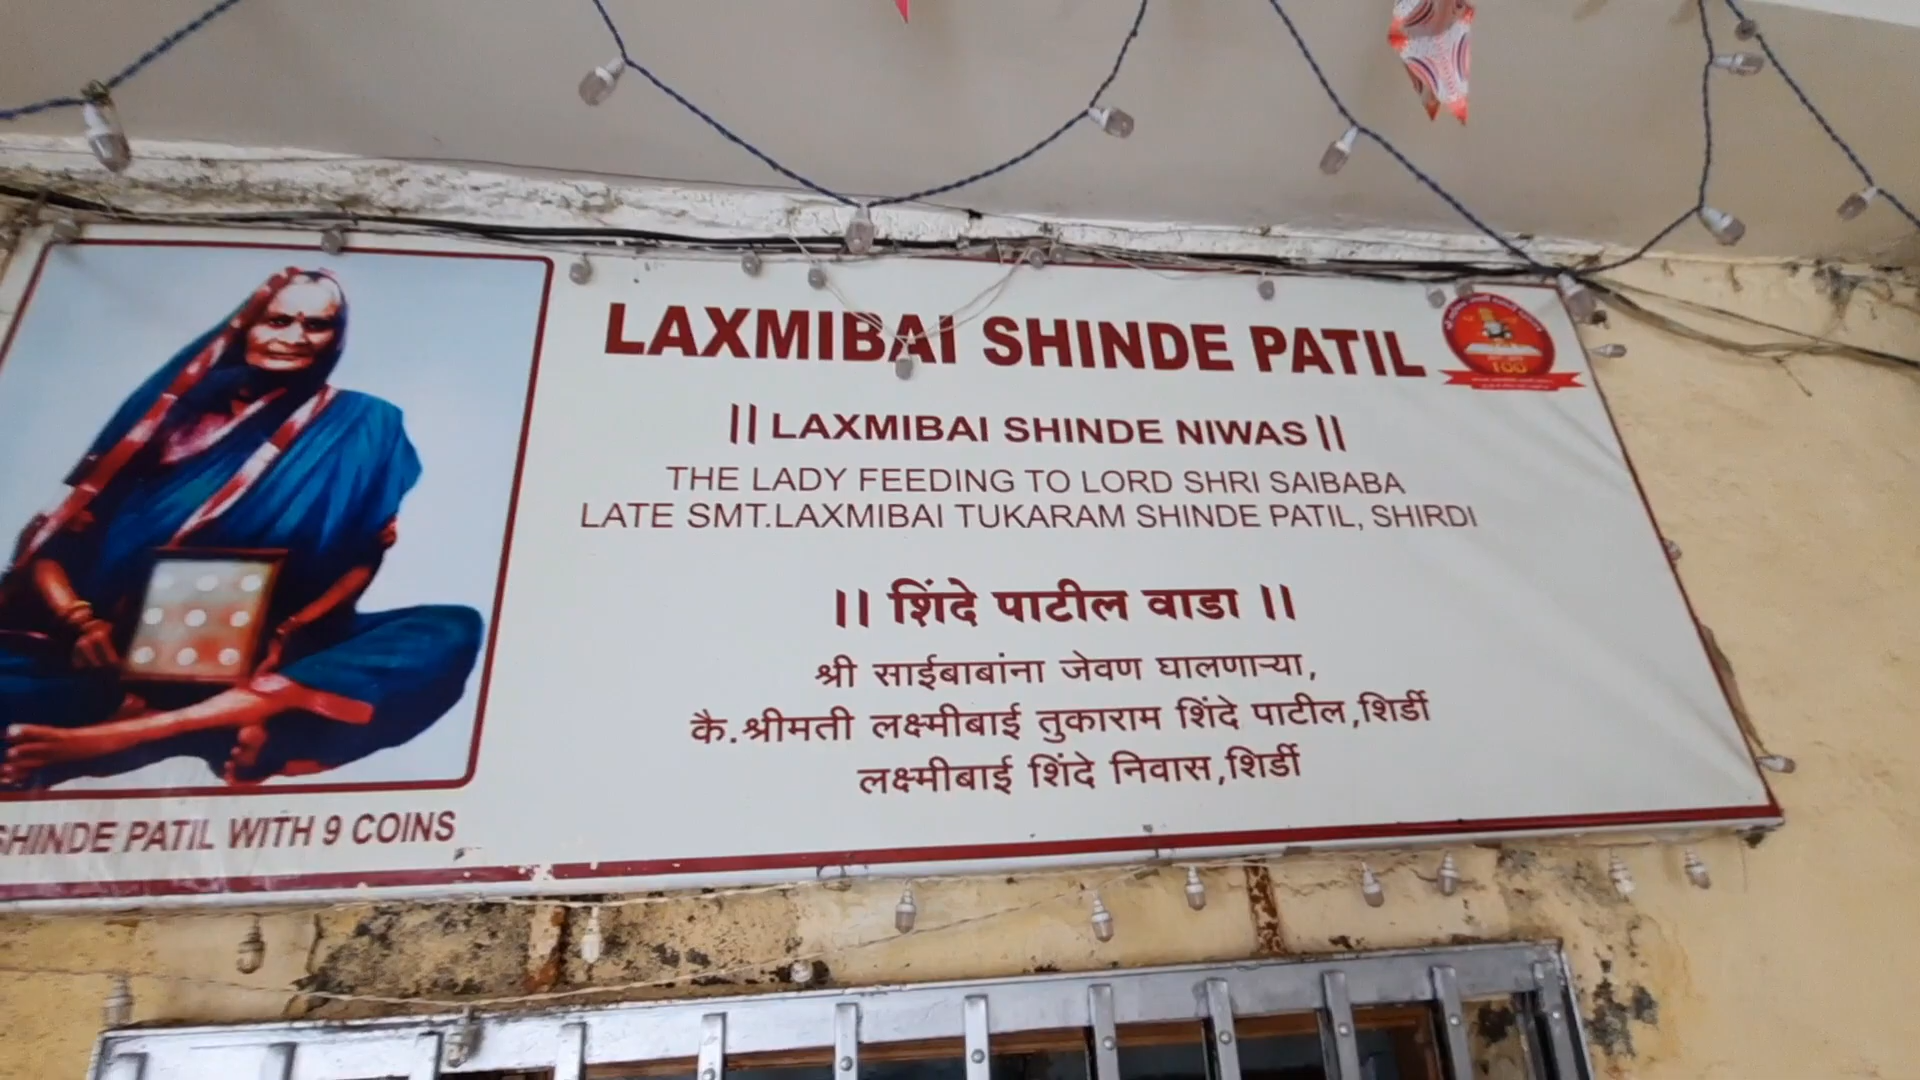 LAXMIBAI SHINDE PATIL
|| LAXMIBAI SHINDE NIWAS ||
THE LADY FEEDING TO LORD SHRI SAIBABA
LATE SMT.LAXMIBAI TUKARAM SHINDE PATIL, SHIRDI
।। शिंदे पाटील वाडा ।।
श्री साईबाबांना जेवण घालणाऱ्या,
कै.श्रीमती लक्ष्मीबाई तुकाराम शिंदे पाटील,शिर्डी
लक्ष्मीबाई शिंदे निवास,शिर्डी
SHINDE PATIL WITH 9 COINS
100